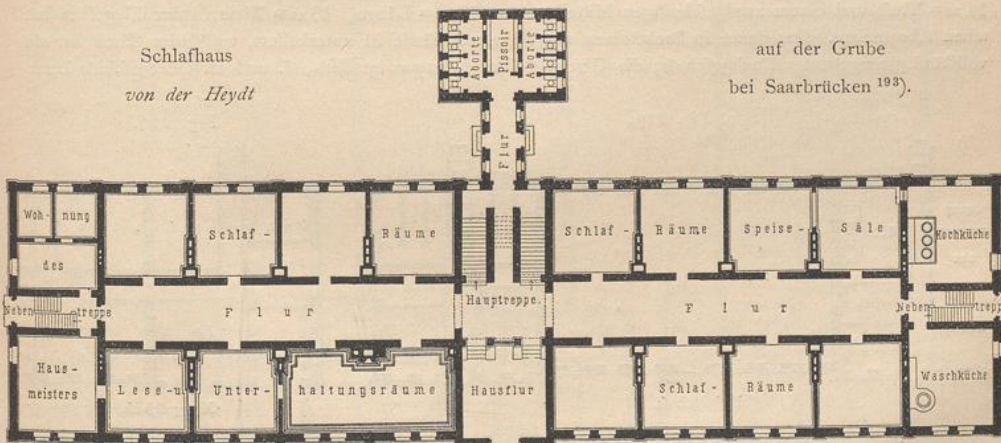 Schlafhaus
von der Heydt
auf der Grube
bei Saarbrücken 193).
Aborte
Pissoir
Aborte
Flur
Woh- nung
des
Schlaf- Räume
Schlaf- Räume
Speise- Säle
Kochküche
Neben treppe
Flur
Haupttreppe.
Flur
Neben trepp
Haus-
meisters
Lese-u. Unter- haltungsräume
Hausflur
Schlaf- Räume
Waschküche